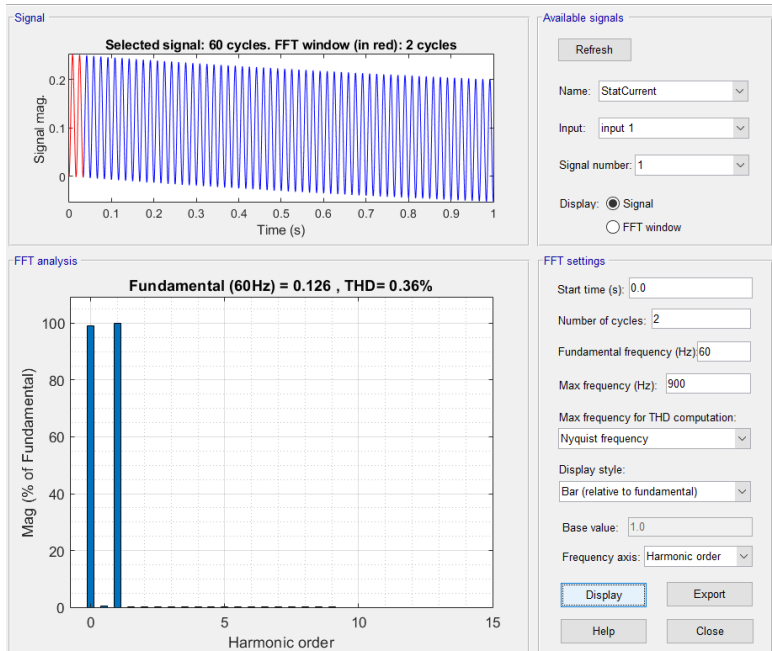 Signal
Selected signal: 60 cycles. FFT window (in red): 2 cycles
Signal mag.
0.2
0.1
0
0 0.1 0.2 0.3 0.4 0.5 0.6 0.7 0.8 0.9 1
Time (s)
Available signals
Refresh
Name: StatCurrent
Input: input 1
Signal number: 1
Display: Signal
FFT window
FFT analysis
Fundamental (60Hz) = 0.126 , THD= 0.36%
Mag (% of Fundamental)
100
80
60
40
20
0
0 5 10 15
Harmonic order
FFT settings
Start time (s): 0.0
Number of cycles: 2
Fundamental frequency (Hz): 60
Max frequency (Hz): 900
Max frequency for THD computation:
Nyquist frequency
Display style:
Bar (relative to fundamental)
Base value: 1.0
Frequency axis: Harmonic order
Display Export
Help Close